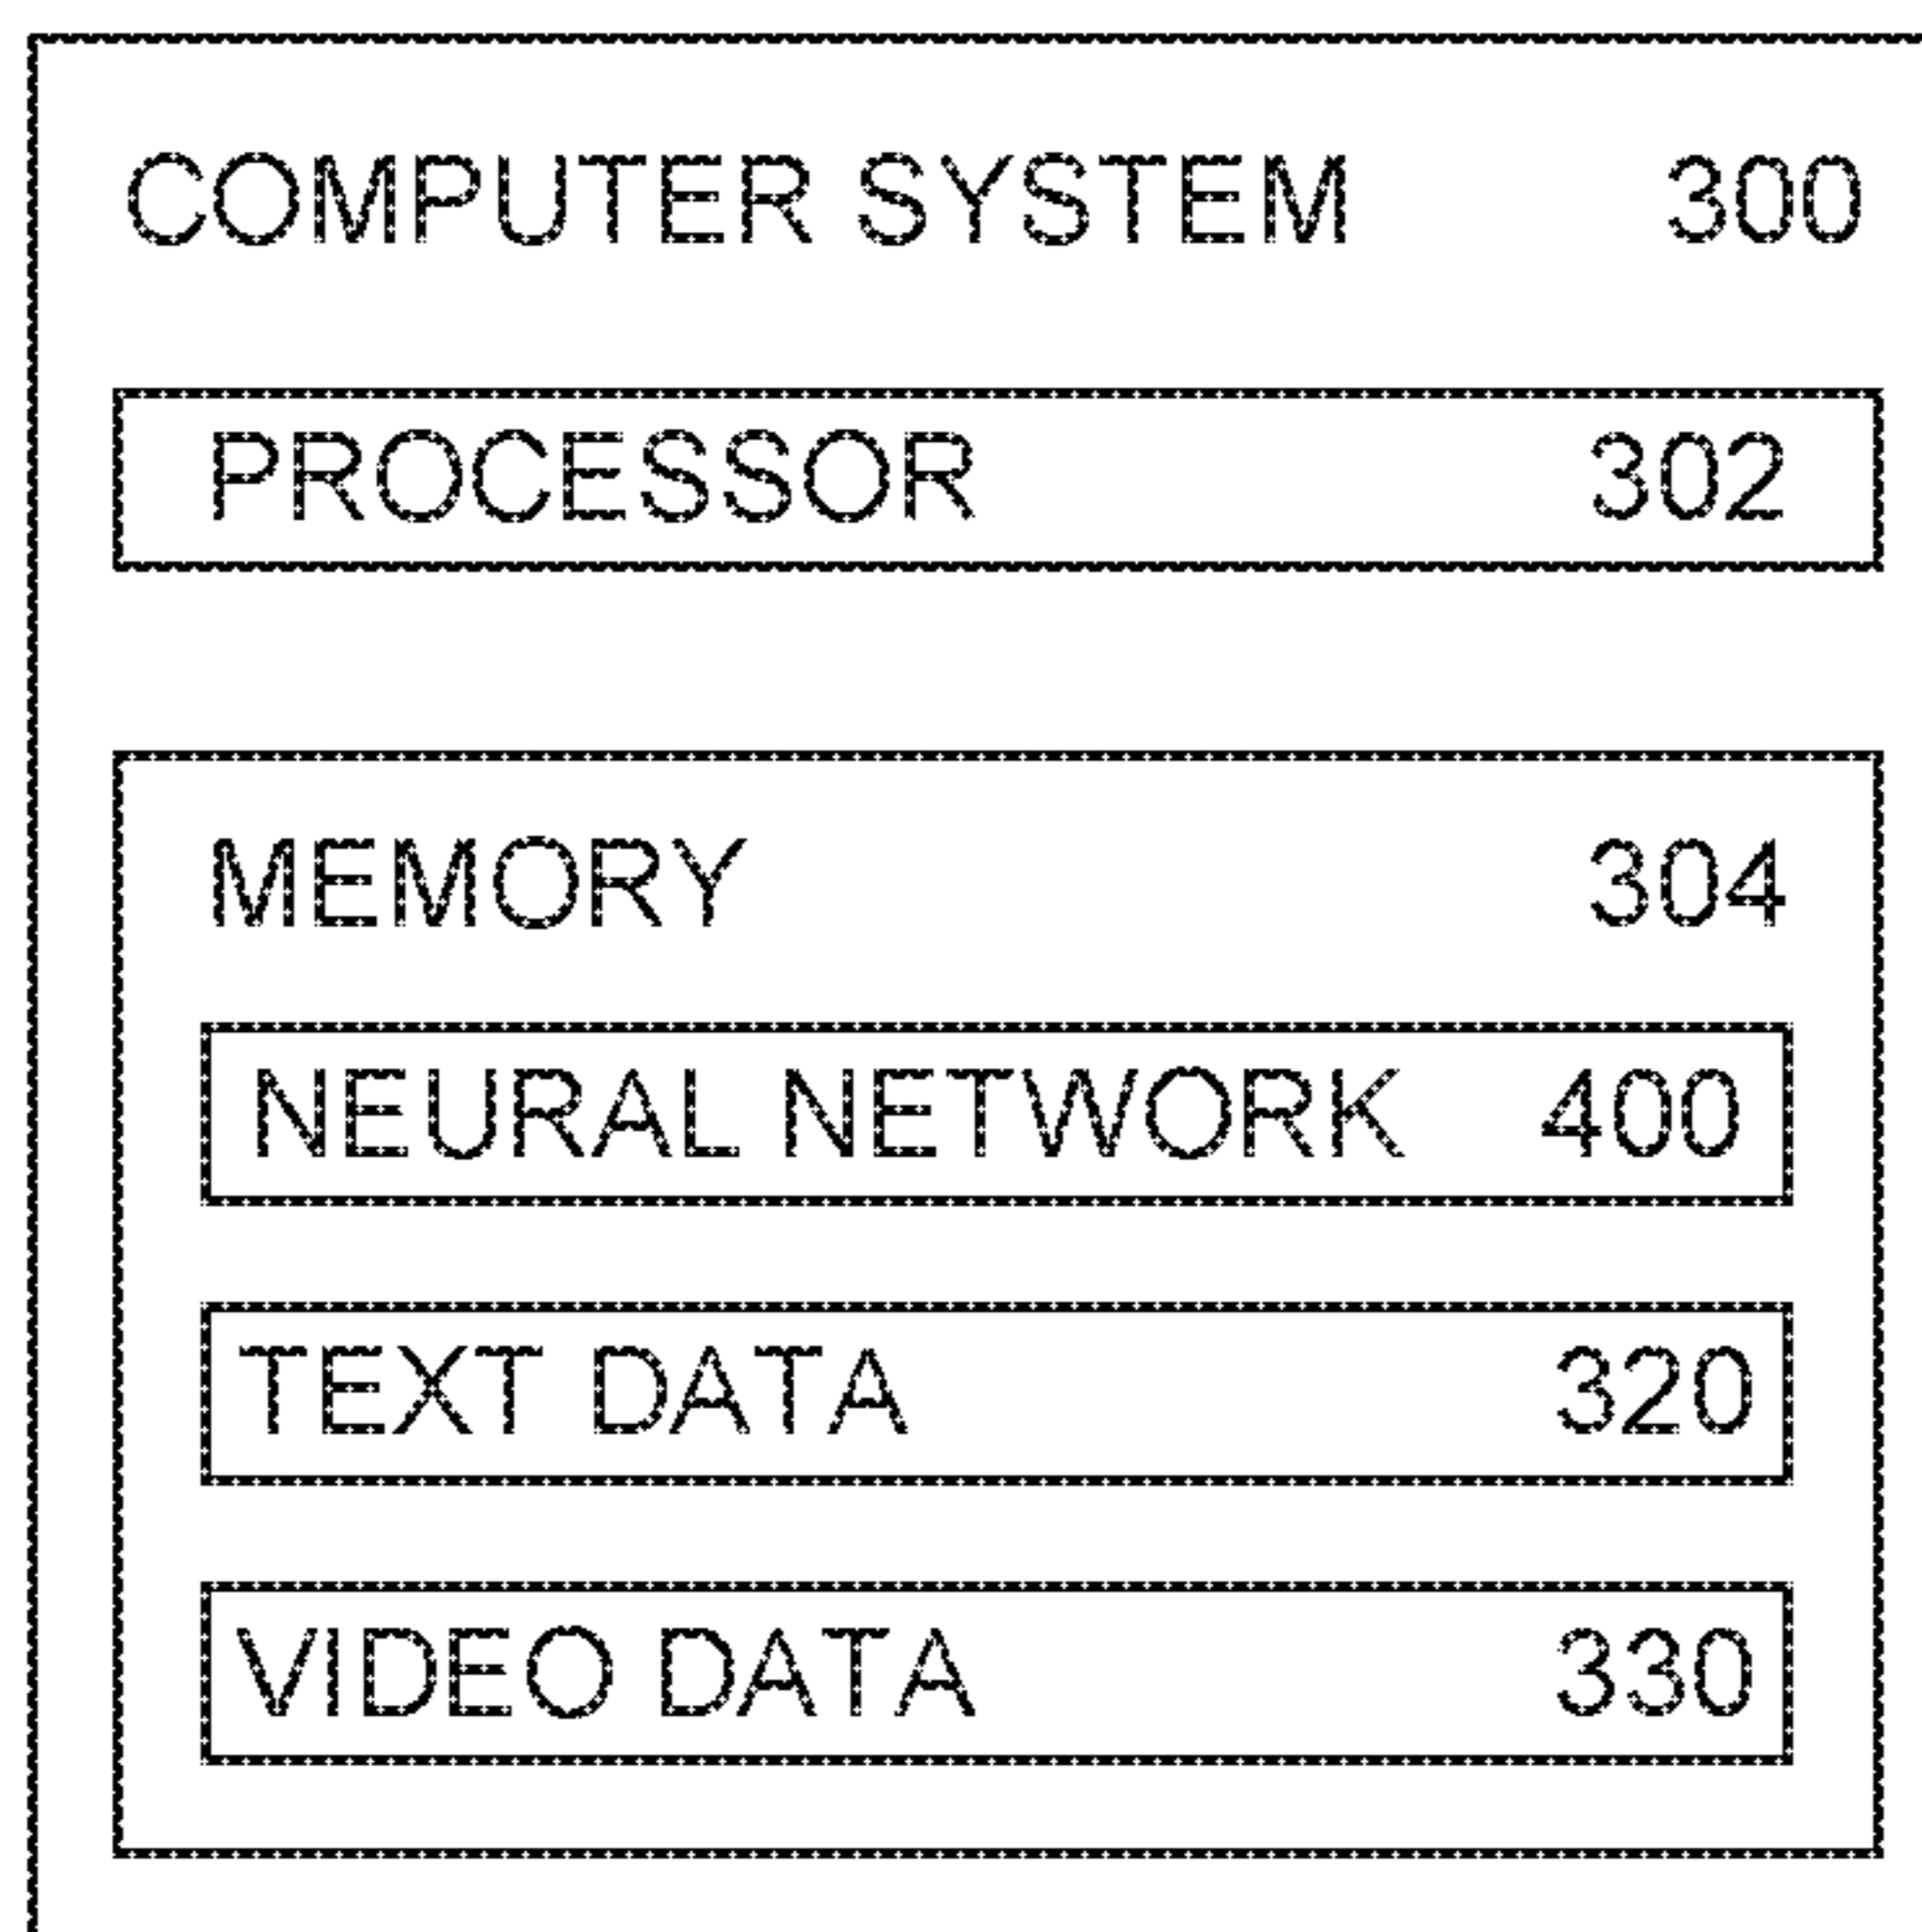 COMPUTER SYSTEM 300
PROCESSOR 302
MEMORY 304
NEURAL NETWORK 400
TEXT DATA 320
VIDEO DATA 330